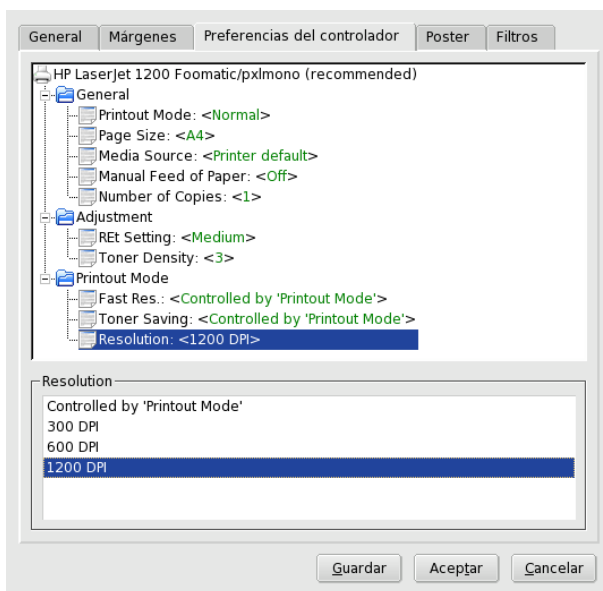 General Márgenes Preferencias del controlador Poster Filtros
HP LaserJet 1200 Foomatic/pxlmono (recommended)
General
Printout Mode: <Normal>
Page Size: <A4>
Media Source: <Printer default>
Manual Feed of Paper: <Off>
Number of Copies: <1>
Adjustment
REt Setting: <Medium>
Toner Density: <3>
Printout Mode
Fast Res.: <Controlled by 'Printout Mode'>
Toner Saving: <Controlled by 'Printout Mode'>
Resolution: <1200 DPI>
Resolution
Controlled by 'Printout Mode'
300 DPI
600 DPI
1200 DPI
Guardar Aceptar Cancelar